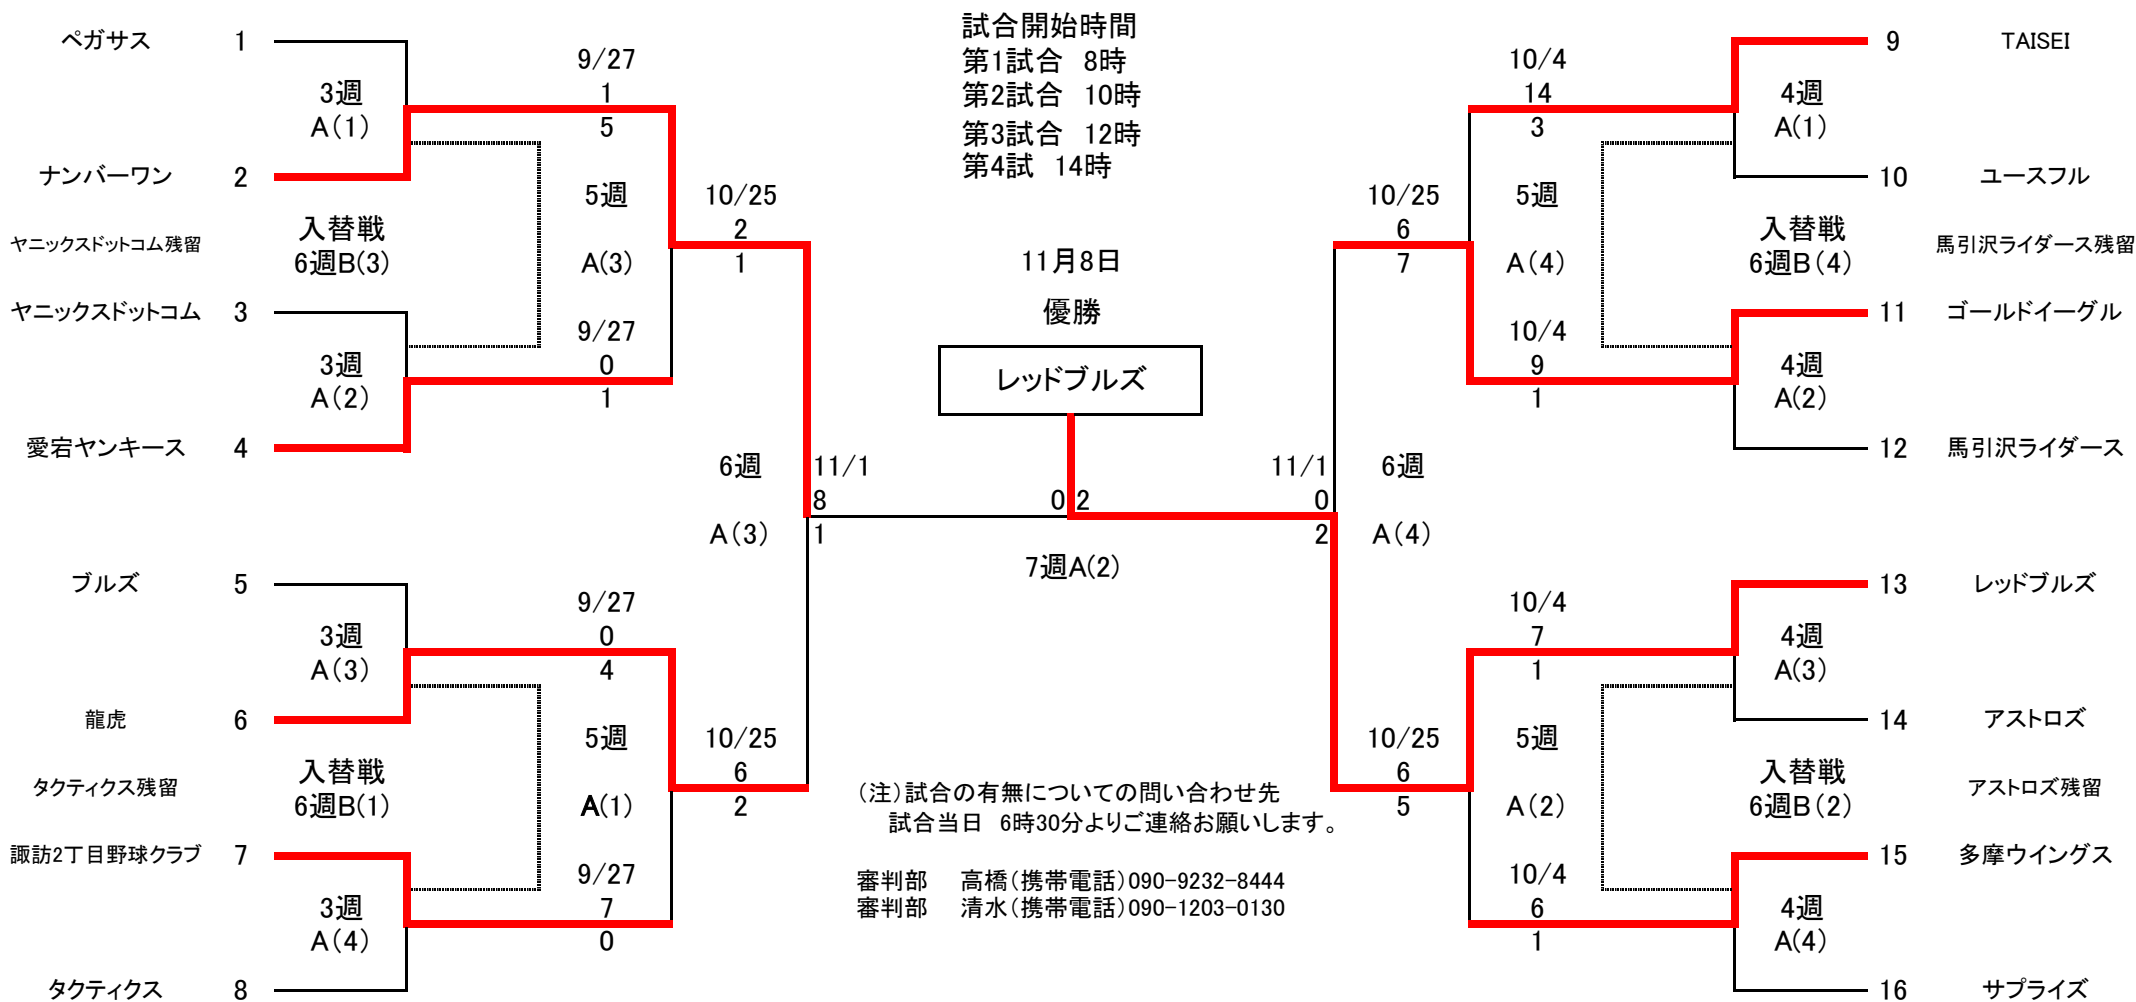 試合開始時間
第1試合 8時
第2試合 10時
第3試合 12時
第4試 14時
ペガサス 1
3週
A(1)
9/27
1
5
ナンバーワン 2
ヤニックスドットコム残留
入替戦
6週B(3)
5週
A(3)
10/25
2
1
ヤニックスドットコム 3
3週
A(2)
9/27
0
1
愛宕ヤンキース 4
6週
A(3)
11/1
8
1
ブルズ 5
3週
A(3)
9/27
0
4
龍虎 6
タクティクス残留
入替戦
6週B(1)
5週
A(1)
10/25
6
2
諏訪2丁目野球クラブ 7
3週
A(4)
9/27
7
0
タクティクス 8
11月8日
優勝
レッドブルズ
0 2
7週A(2)
(注)試合の有無についての問い合わせ先
試合当日 6時30分よりご連絡お願いします。
審判部 高橋(携帯電話)090-9232-8444
審判部 清水(携帯電話)090-1203-0130
9 TAISEI
10/4
14
3
4週
A(1)
10 ユースフル
10/25
6
7
5週
A(4)
入替戦
6週B(4)
馬引沢ライダース残留
11 ゴールドイーグル
10/4
9
1
4週
A(2)
12 馬引沢ライダース
11/1
0
2
6週
A(4)
13 レッドブルズ
10/4
7
1
4週
A(3)
14 アストロズ
10/25
6
5
5週
A(2)
入替戦
6週B(2)
アストロズ残留
15 多摩ウイングス
10/4
6
1
4週
A(4)
16 サプライズ